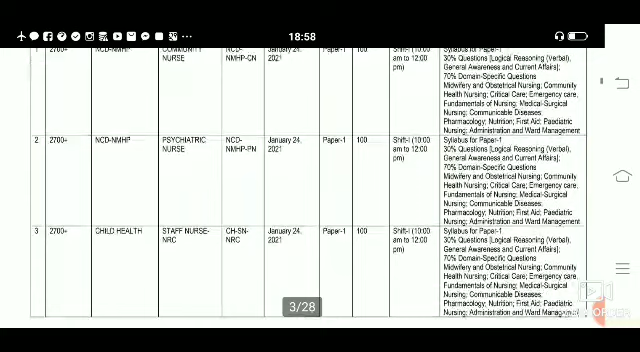 18:58
1 2700+ NCD-NMHP COMMUNITY NCD- January 24, Paper-1 100 Shift-I (10:00 Syllabus for Paper-1
NURSE NMHP-CN 2021 am to 12:00 30% Questions [Logical Reasoning (Verbal),
pm) General Awareness and Current Affairs];
70% Domain-Specific Questions
Midwifery and Obstetrical Nursing; Community
Health Nursing; Critical Care; Emergency care,
Fundamentals of Nursing; Medical-Surgical
Nursing; Communicable Diseases;
Pharmacology; Nutrition; First Aid; Paediatric
Nursing; Administration and Ward Management
2 2700+ NCD-NMHP PSYCHIATRIC NCD- January 24, Paper-1 100 Shift-I (10:00 Syllabus for Paper-1
NURSE NMHP-PN 2021 am to 12:00 30% Questions [Logical Reasoning (Verbal),
pm) General Awareness and Current Affairs];
70% Domain-Specific Questions
Midwifery and Obstetrical Nursing; Community
Health Nursing; Critical Care; Emergency care,
Fundamentals of Nursing; Medical-Surgical
Nursing; Communicable Diseases;
Pharmacology; Nutrition; First Aid; Paediatric
Nursing; Administration and Ward Management
3 2700+ CHILD HEALTH STAFF NURSE- CH-SN- January 24, Paper-1 100 Shift-I (10:00 Syllabus for Paper-1
NRC NRC 2021 am to 12:00 30% Questions [Logical Reasoning (Verbal),
pm) General Awareness and Current Affairs];
70% Domain-Specific Questions
Midwifery and Obstetrical Nursing; Community
Health Nursing; Critical Care; Emergency care,
Fundamentals of Nursing; Medical-Surgical
Nursing; Communicable Diseases;
Pharmacology; Nutrition; First Aid; Paediatric
Nursing; Administration and Ward Management
3/28